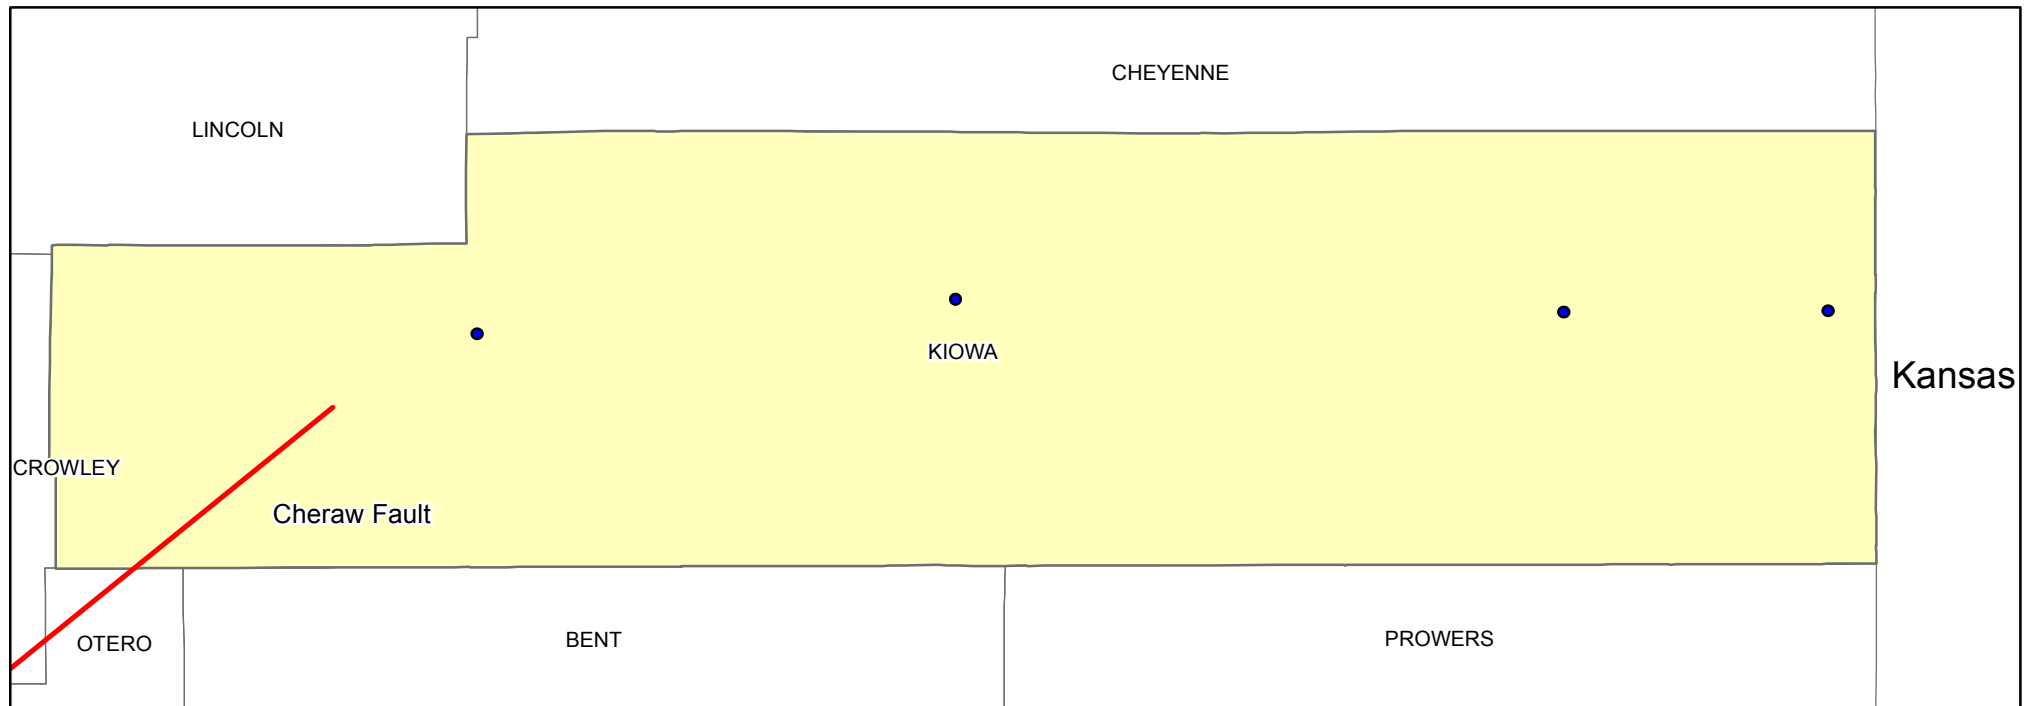 CHEYENNE
LINCOLN
KIOWA
Kansas
CROWLEY
Cheraw Fault
OTERO
BENT
PROWERS